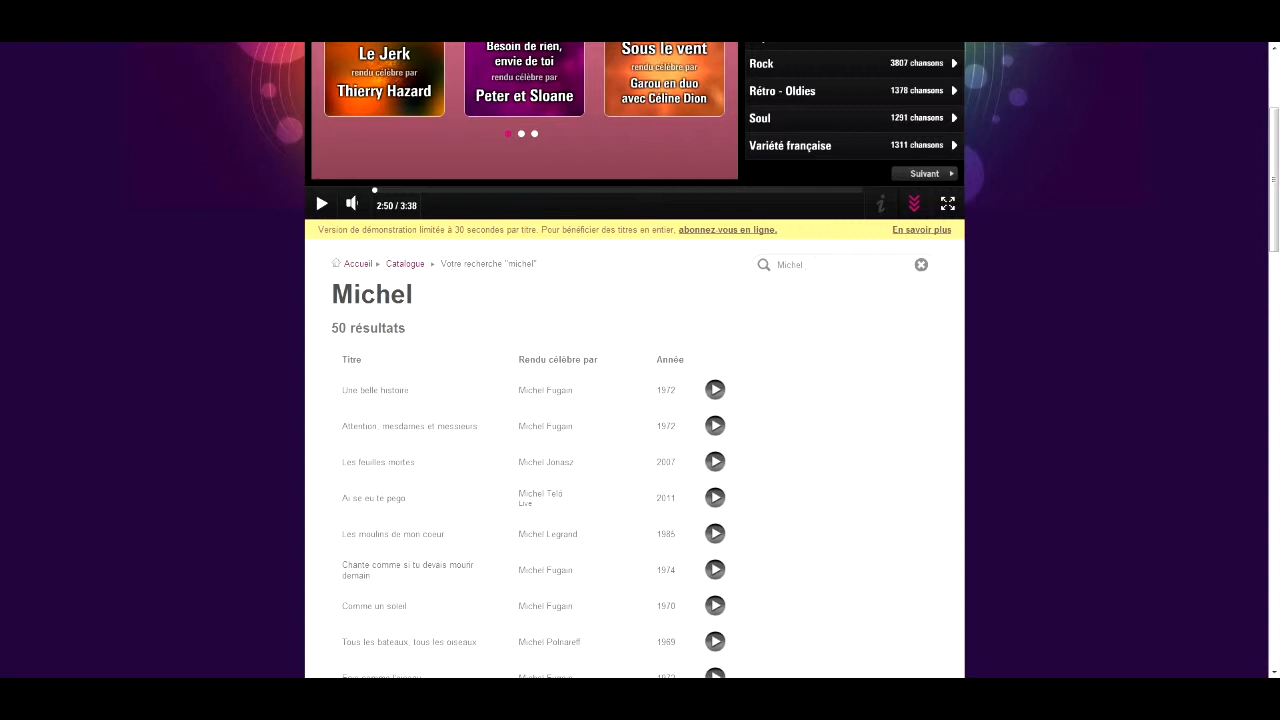 Le Jerk
rendu célèbre par
Thierry Hazard
Besoin de rien,
envie de toi
rendu célèbre par
Peter et Sloane
Sous le vent
rendu célèbre par
Garou en duo
avec Céline Dion
Rock 3807 chansons
Rétro - Oldies 1378 chansons
Soul 1291 chansons
Variété française 1311 chansons
Suivant
2:50 / 3:38
Version de démonstration limitée à 30 secondes par titre. Pour bénéficier des titres en entier, abonnez-vous en ligne. En savoir plus
Accueil Catalogue Votre recherche "michel"
Michel
Michel
50 résultats
Titre Rendu célèbre par Année
Une belle histoire Michel Fugain 1972
Attention, mesdames et messieurs Michel Fugain 1972
Les feuilles mortes Michel Jonasz 2007
Ai se eu te pego Michel Teló Live 2011
Les moulins de mon coeur Michel Legrand 1985
Chante comme si tu devais mourir
demain Michel Fugain 1974
Comme un soleil Michel Fugain 1970
Tous les bateaux, tous les oiseaux Michel Polnareff 1969